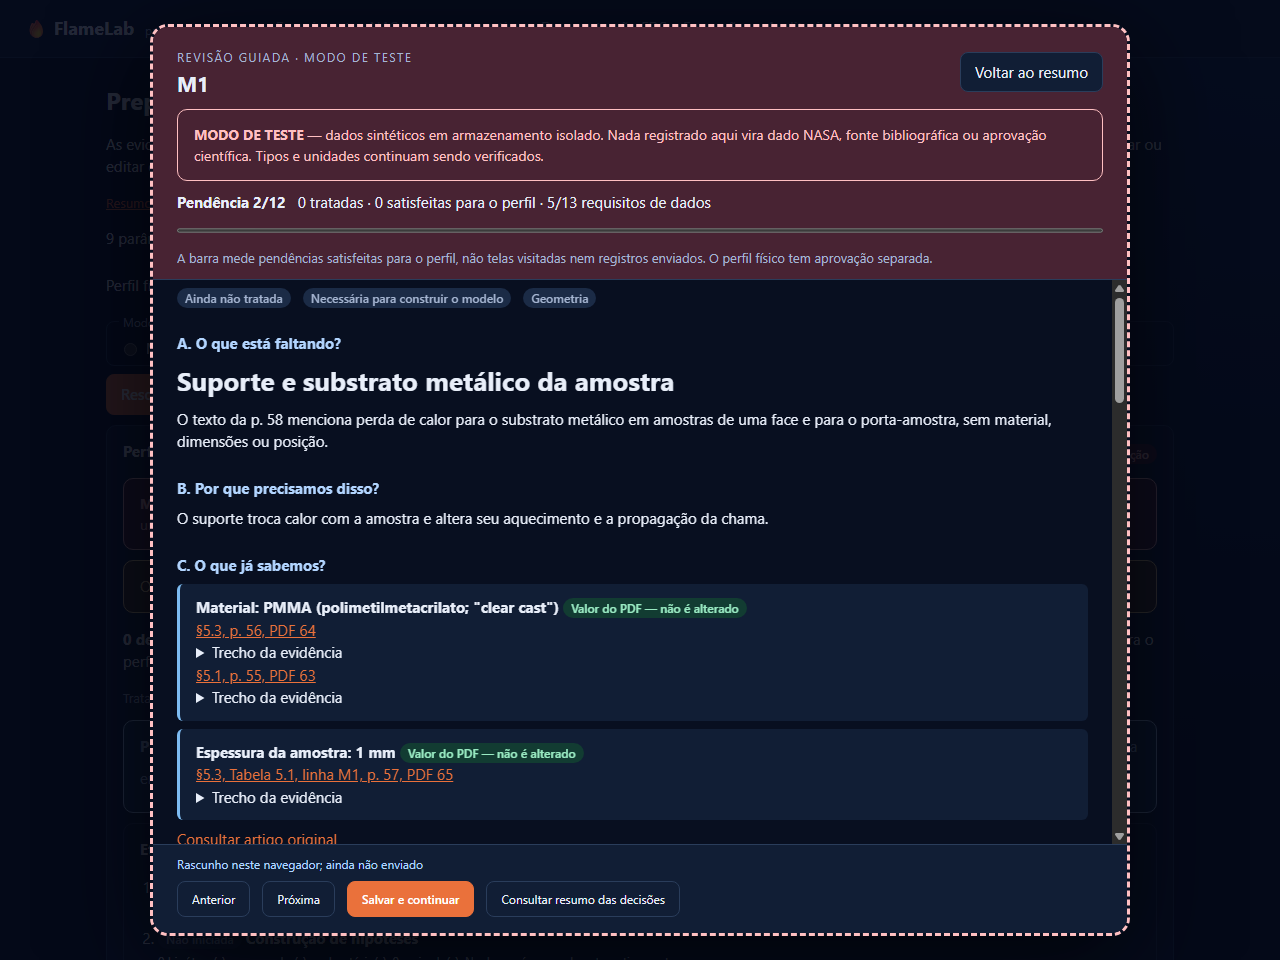 FlameLab
REVISÃO GUIADA · MODO DE TESTE
M1
Voltar ao resumo
MODO DE TESTE — dados sintéticos em armazenamento isolado. Nada registrado aqui vira dado NASA, fonte bibliográfica ou aprovação
científica. Tipos e unidades continuam sendo verificados.
Pendência 2/12 0 tratadas · 0 satisfeitas para o perfil · 5/13 requisitos de dados
A barra mede pendências satisfeitas para o perfil, não telas visitadas nem registros enviados. O perfil físico tem aprovação separada.
Ainda não tratada Necessária para construir o modelo Geometria
A. O que está faltando?
Suporte e substrato metálico da amostra
O texto da p. 58 menciona perda de calor para o substrato metálico em amostras de uma face e para o porta-amostra, sem material,
dimensões ou posição.
B. Por que precisamos disso?
O suporte troca calor com a amostra e altera seu aquecimento e a propagação da chama.
C. O que já sabemos?
Material: PMMA (polimetilmetacrilato; "clear cast") Valor do PDF — não é alterado
§5.3, p. 56, PDF 64
▶ Trecho da evidência
§5.1, p. 55, PDF 63
▶ Trecho da evidência
Espessura da amostra: 1 mm Valor do PDF — não é alterado
§5.3, Tabela 5.1, linha M1, p. 57, PDF 65
▶ Trecho da evidência
Consultar artigo original
Rascunho neste navegador; ainda não enviado
Anterior Próxima Salvar e continuar Consultar resumo das decisões
2. Não iniciada Construção de hipóteses